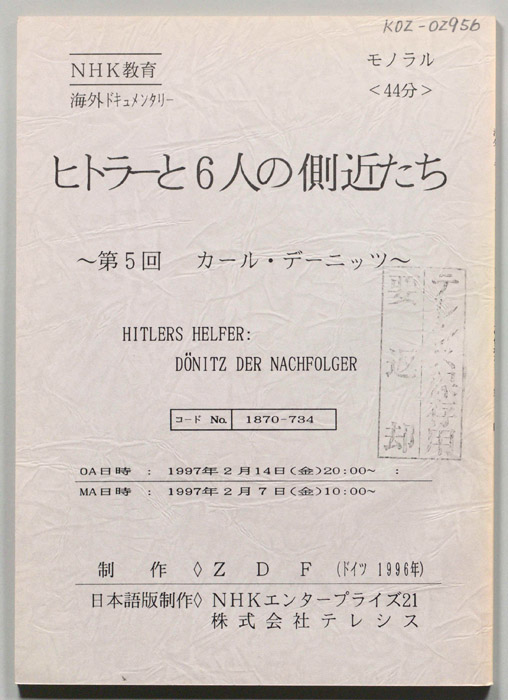 KDZ-02956
NHK教育
海外ドキュメンタリー
モノラル
<44分>
ヒトラーと6人の側近たち
～第5回 カール・デーニッツ～
HITLERS HELFER:
DÖNITZ DER NACHFOLGER
コード No. 1870-734
OA日時 : 1997年2月14日(金)20:00～ :
MA日時 : 1997年2月7日(金)10:00～
制作◇ZDF(ドイツ 1996年)
日本語版制作◇NHKエンタープライズ21
株式会社テレシス
要返却